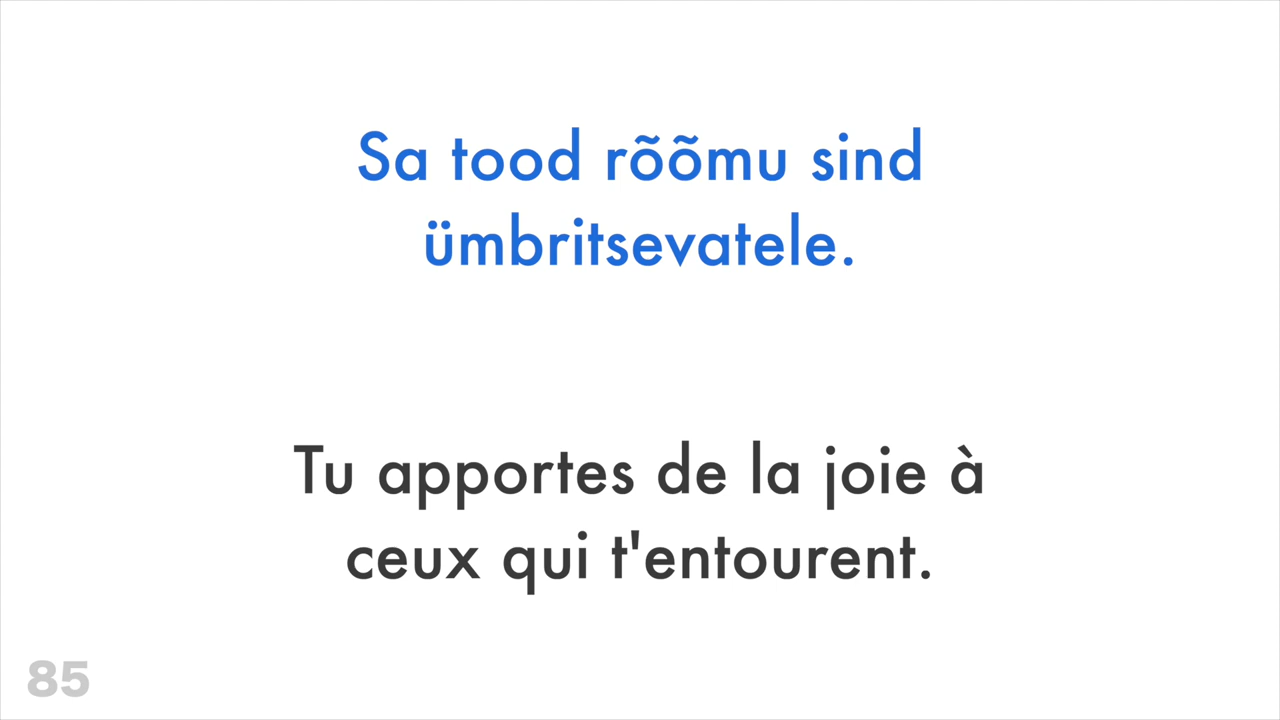 Sa tood rõõmu sind
ümbritsevatele.
Tu apportes de la joie à
ceux qui t'entourent.
85